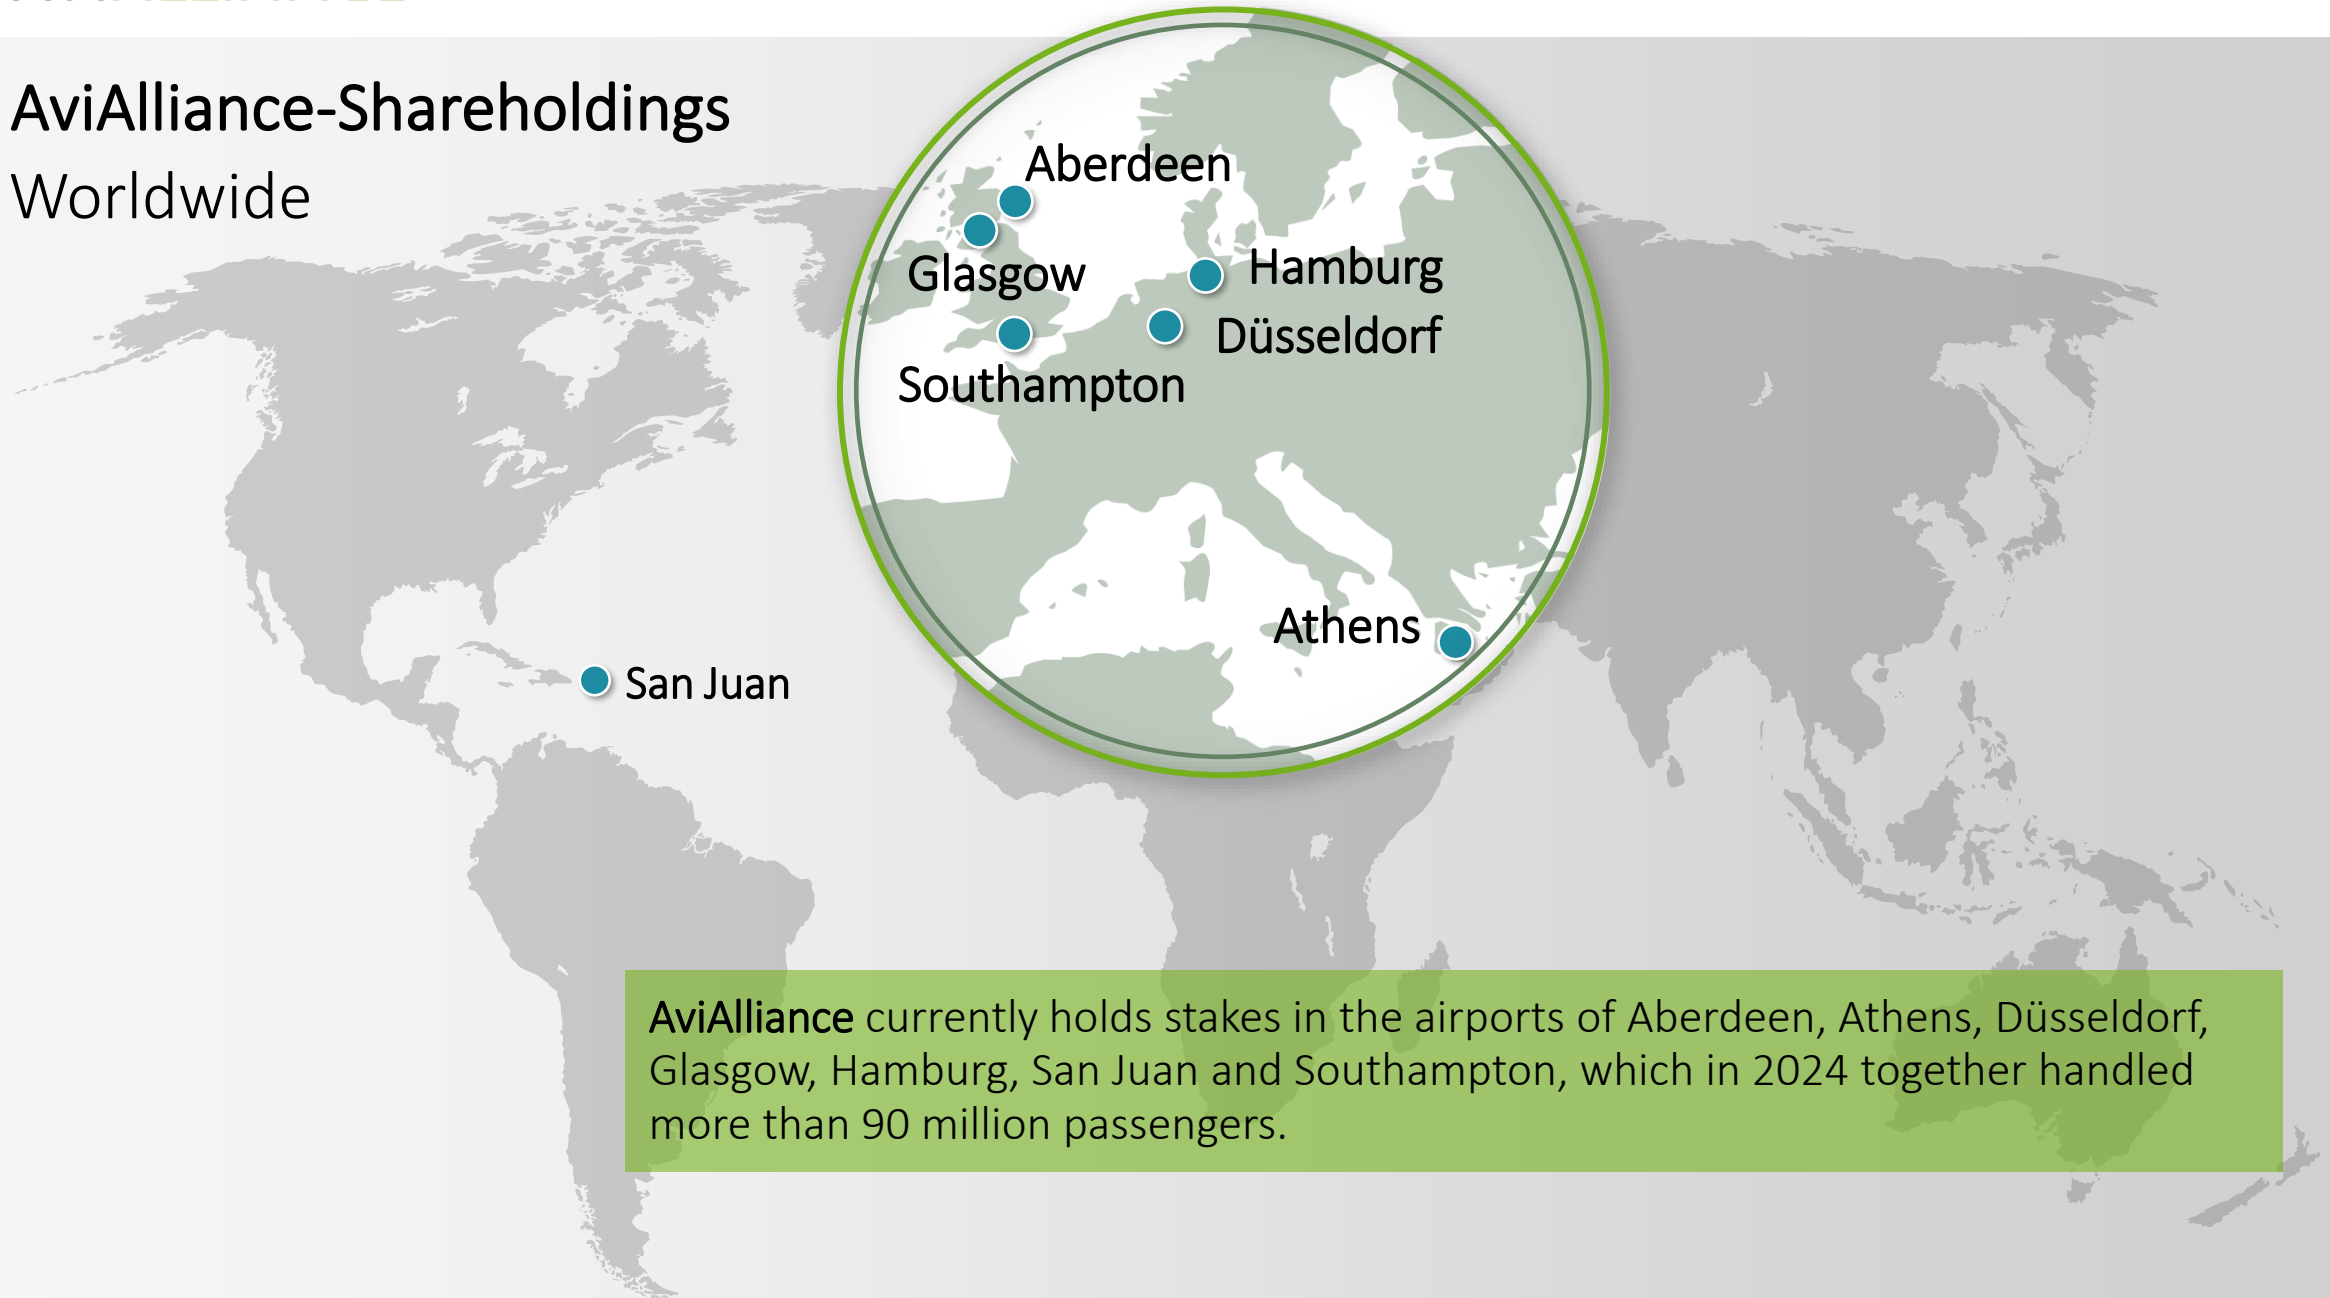 AviAlliance-Shareholdings
Worldwide
Aberdeen
Glasgow
Hamburg
Düsseldorf
Southampton
Athens
San Juan
AviAlliance currently holds stakes in the airports of Aberdeen, Athens, Düsseldorf,
Glasgow, Hamburg, San Juan and Southampton, which in 2024 together handled
more than 90 million passengers.